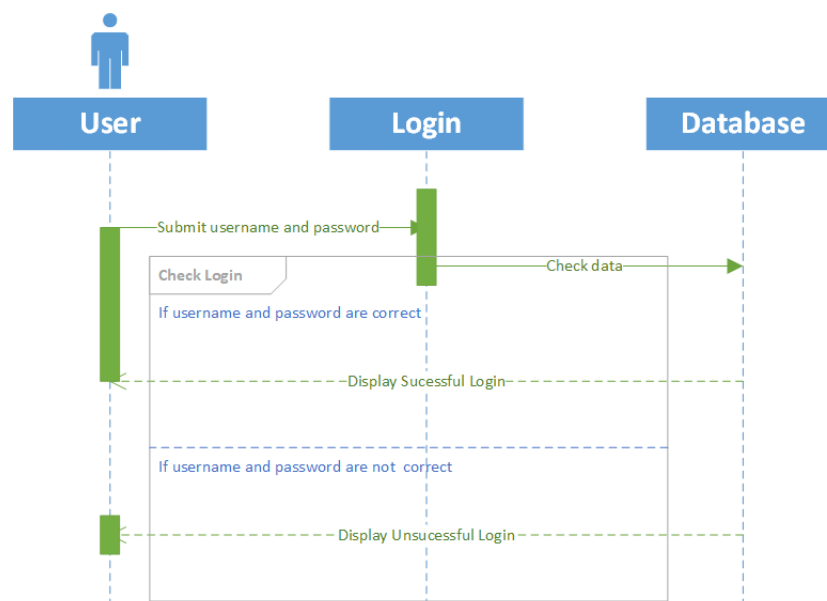 User
Login
Database
Submit username and password
Check data
Check Login
If username and password are correct
Display Sucessful Login
If username and password are not correct
Display Unsucessful Login